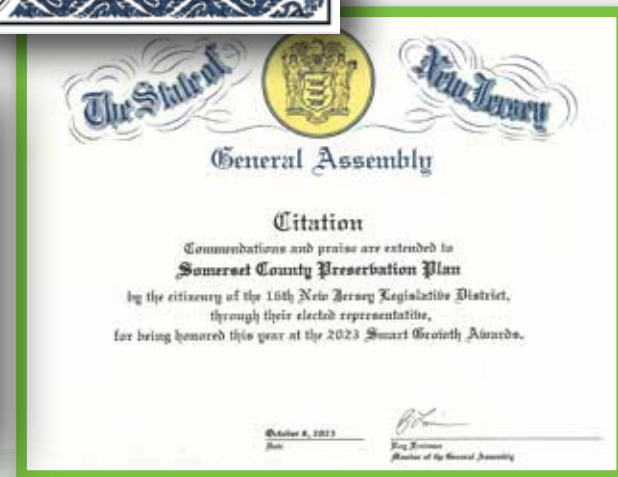 The State of New Jersey
General Assembly
Citation
Commendations and praise are extended to
Somerset County Preservation Plan
by the citizenry of the 16th New Jersey Legislative District,
through their elected representative,
for being honored this year at the 2023 Smart Growth Awards.
October 6, 2023
Date
Member of the General Assembly